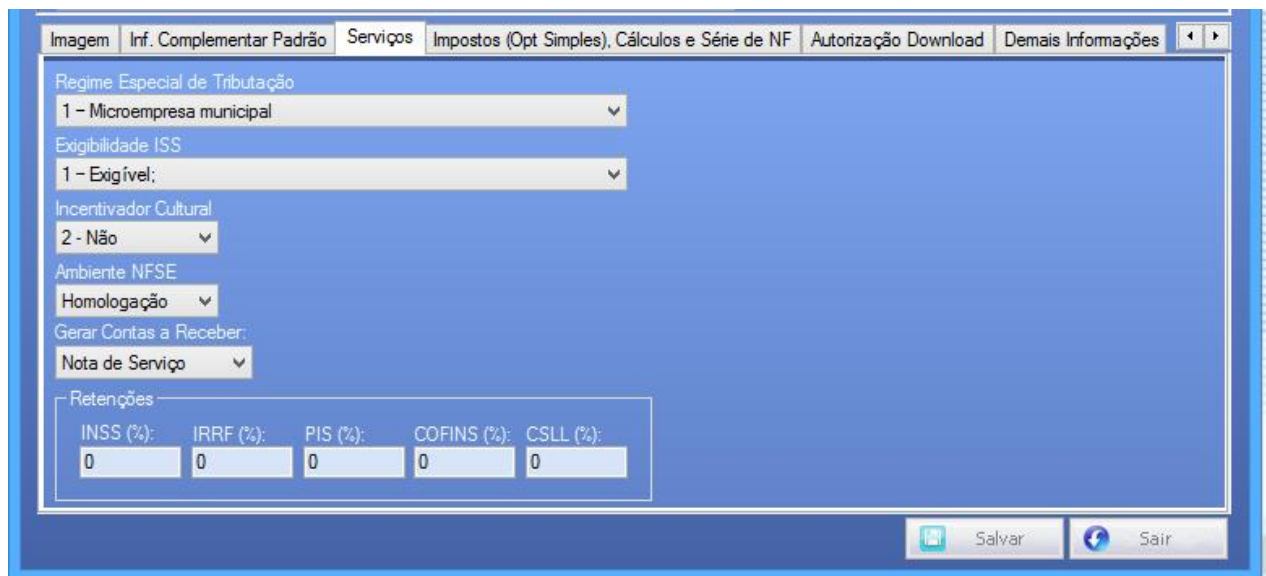 Imagem Inf. Complementar Padrão Serviços Impostos (Opt Simples), Cálculos e Série de NF Autorização Download Demais Informações
Regime Especial de Tributação
1 – Microempresa municipal
Exigibilidade ISS
1 – Exigível;
Incentivador Cultural
2 - Não
Ambiente NFSE
Homologação
Gerar Contas a Receber:
Nota de Serviço
Retenções
INSS (%): IRRF (%): PIS (%): COFINS (%): CSLL (%):
0 0 0 0 0
Salvar Sair